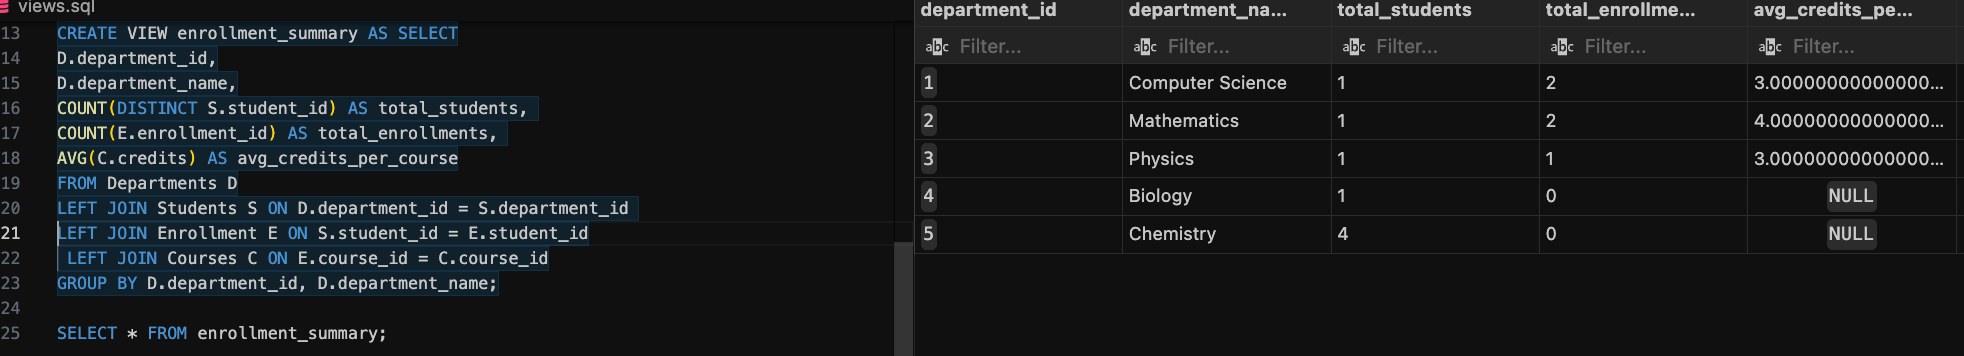 views.sql
13 CREATE VIEW enrollment_summary AS SELECT
14 D.department_id,
15 D.department_name,
16 COUNT(DISTINCT S.student_id) AS total_students,
17 COUNT(E.enrollment_id) AS total_enrollments,
18 AVG(C.credits) AS avg_credits_per_course
19 FROM Departments D
20 LEFT JOIN Students S ON D.department_id = S.department_id
21 LEFT JOIN Enrollment E ON S.student_id = E.student_id
22 LEFT JOIN Courses C ON E.course_id = C.course_id
23 GROUP BY D.department_id, D.department_name;
24
25 SELECT * FROM enrollment_summary;
department_id department_na... total_students total_enrollme... avg_credits_pe...
abc Filter... abc Filter... abc Filter... abc Filter... abc Filter...
1 Computer Science 1 2 3.00000000000000...
2 Mathematics 1 2 4.00000000000000...
3 Physics 1 1 3.00000000000000...
4 Biology 1 0 NULL
5 Chemistry 4 0 NULL